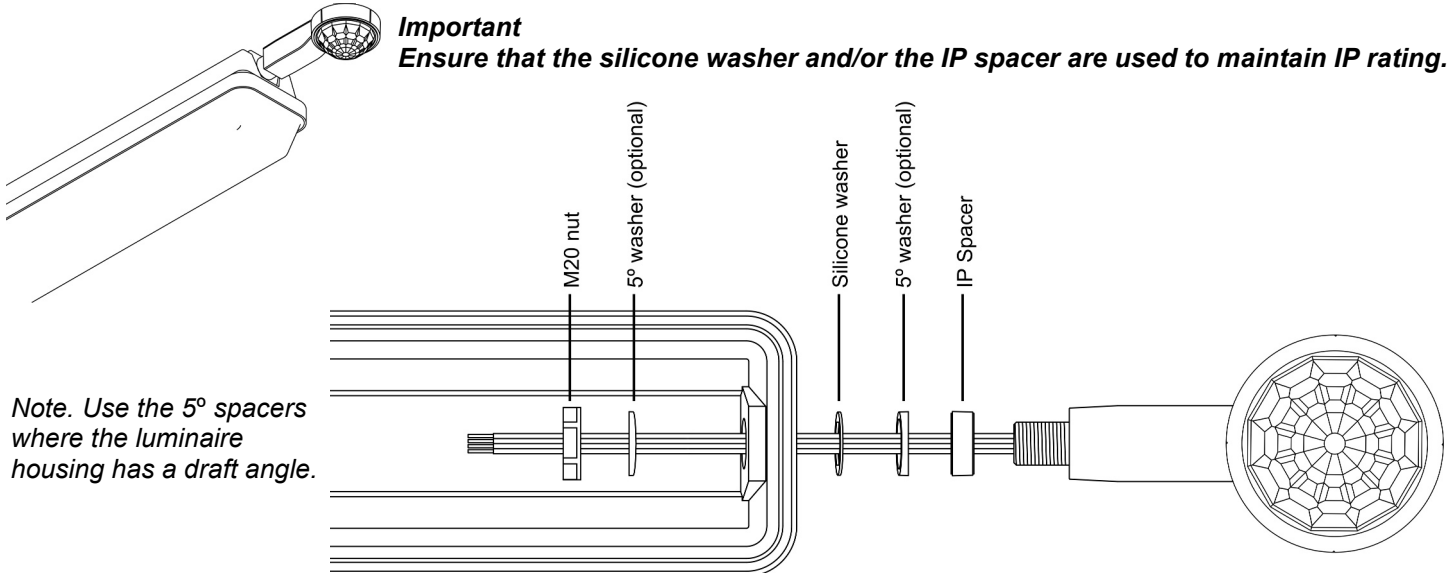 Important
Ensure that the silicone washer and/or the IP spacer are used to maintain IP rating.
M20 nut
5º washer (optional)
Silicone washer
5º washer (optional)
IP Spacer
Note. Use the 5º spacers
where the luminaire
housing has a draft angle.